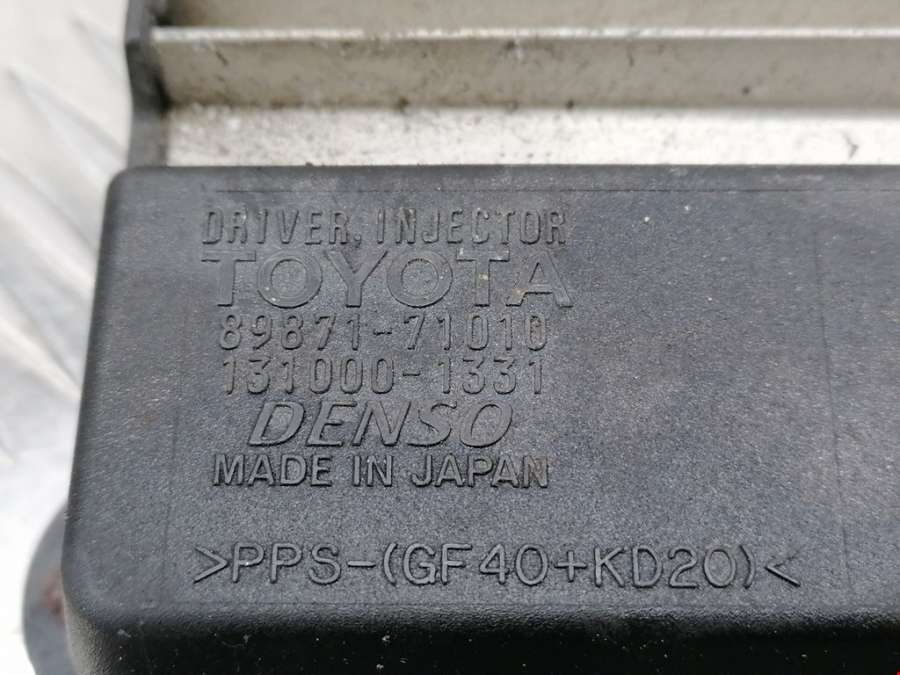 DRIVER, INJECTOR
TOYOTA
89871-71010
131000-1331
DENSO
MADE IN JAPAN
>PPS-(GF40+KD20)<